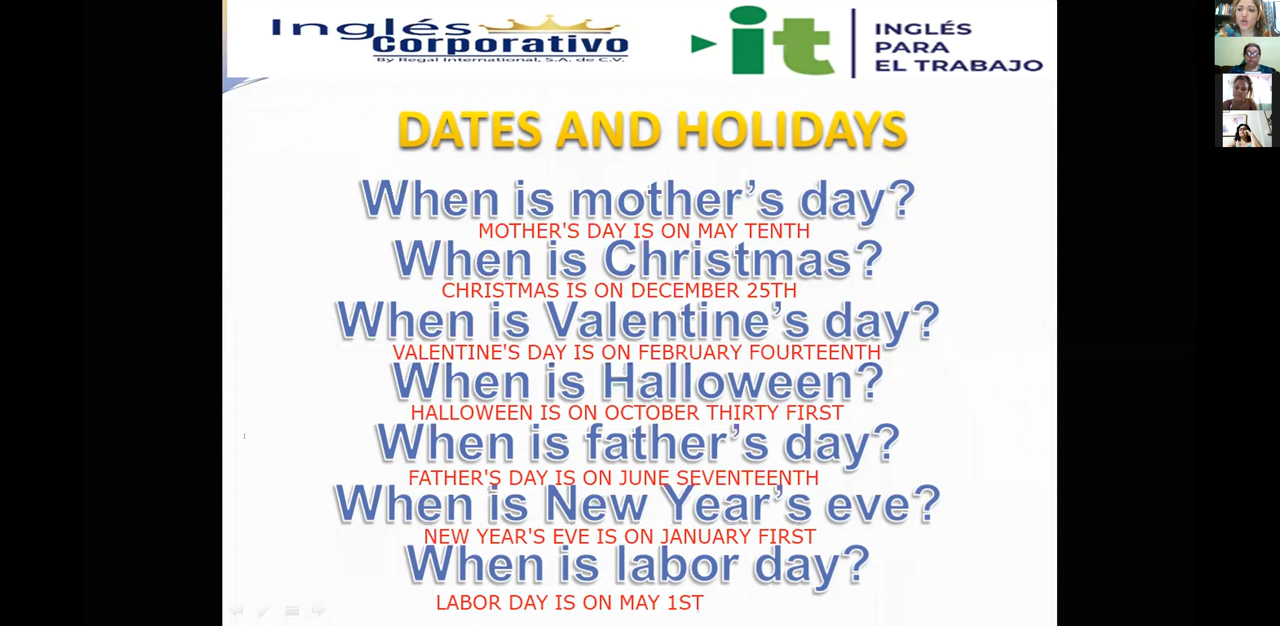 Inglés
Corporativo
By Regal International, S.A. de C.V.
it
INGLÉS
PARA
EL TRABAJO
DATES AND HOLIDAYS
When is mother's day?
MOTHER'S DAY IS ON MAY TENTH
When is Christmas?
CHRISTMAS IS ON DECEMBER 25TH
When is Valentine's day?
VALENTINE'S DAY IS ON FEBRUARY FOURTEENTH
When is Halloween?
HALLOWEEN IS ON OCTOBER THIRTY FIRST
When is father's day?
FATHER'S DAY IS ON JUNE SEVENTEENTH
When is New Year's eve?
NEW YEAR'S EVE IS ON JANUARY FIRST
When is labor day?
LABOR DAY IS ON MAY 1ST